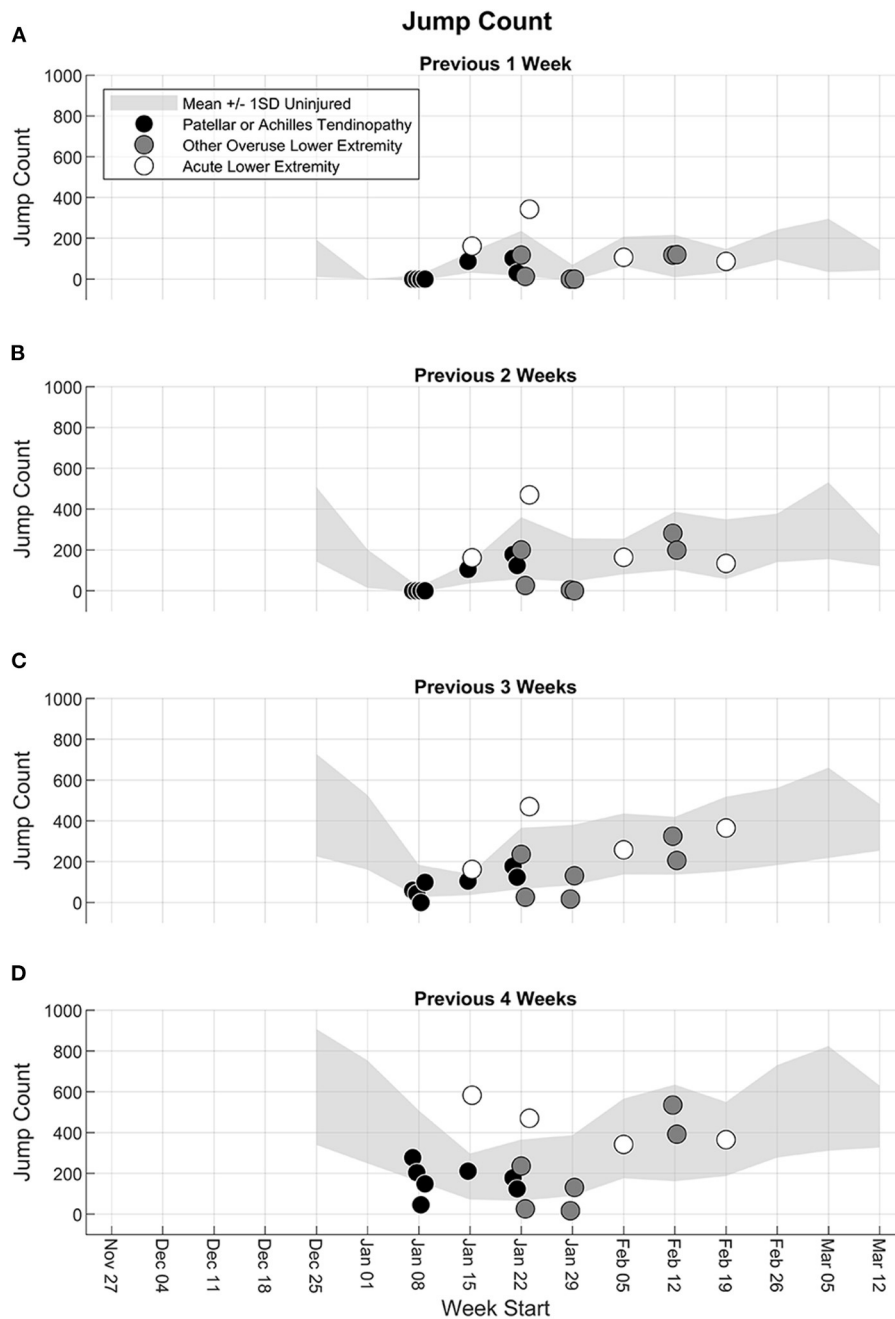 Jump Count
A
Previous 1 Week
1000
800
600
400
200
0
Jump Count
Mean +/- 1SD Uninjured
Patellar or Achilles Tendinopathy
Other Overuse Lower Extremity
Acute Lower Extremity
B
Previous 2 Weeks
1000
800
600
400
200
0
Jump Count
C
Previous 3 Weeks
1000
800
600
400
200
0
Jump Count
D
Previous 4 Weeks
1000
800
600
400
200
0
Jump Count
Nov 27
Dec 04
Dec 11
Dec 18
Dec 25
Jan 01
Jan 08
Jan 15
Jan 22
Jan 29
Feb 05
Feb 12
Feb 19
Feb 26
Mar 05
Mar 12
Week Start